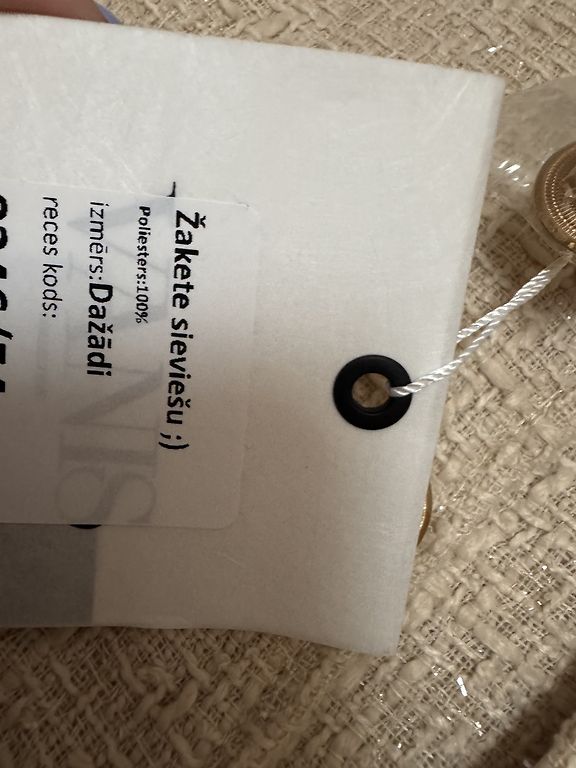 Žakete sieviešu ;)
Poliesters:100%
izmērs:Dažādi
reces kods: